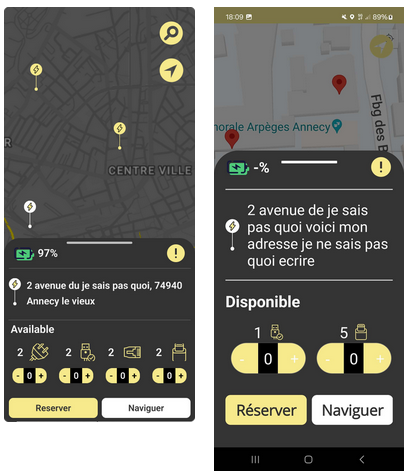 R
CENTRE VILLE
97%
!
2 avenue du je sais pas quoi, 74940
Annecy le vieux
Available
2 2 2 2
- 0 + - 0 + - 0 + - 0 +
Reserver Naviguer
18:09 89%
orale Arpèges Annecy
Fbg des B
-% !
2 avenue de je sais
pas quoi voici mon
adresse je ne sais pas
quoi ecrire
Disponible
1 5
- 0 + - 0 +
Réserver Naviguer